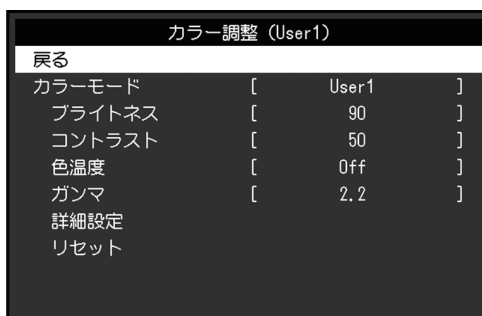 カラー調整 (User1)
戻る
カラーモード [ User1 ]
ブライトネス [ 90 ]
コントラスト [ 50 ]
色温度 [ Off ]
ガンマ [ 2.2 ]
詳細設定
リセット